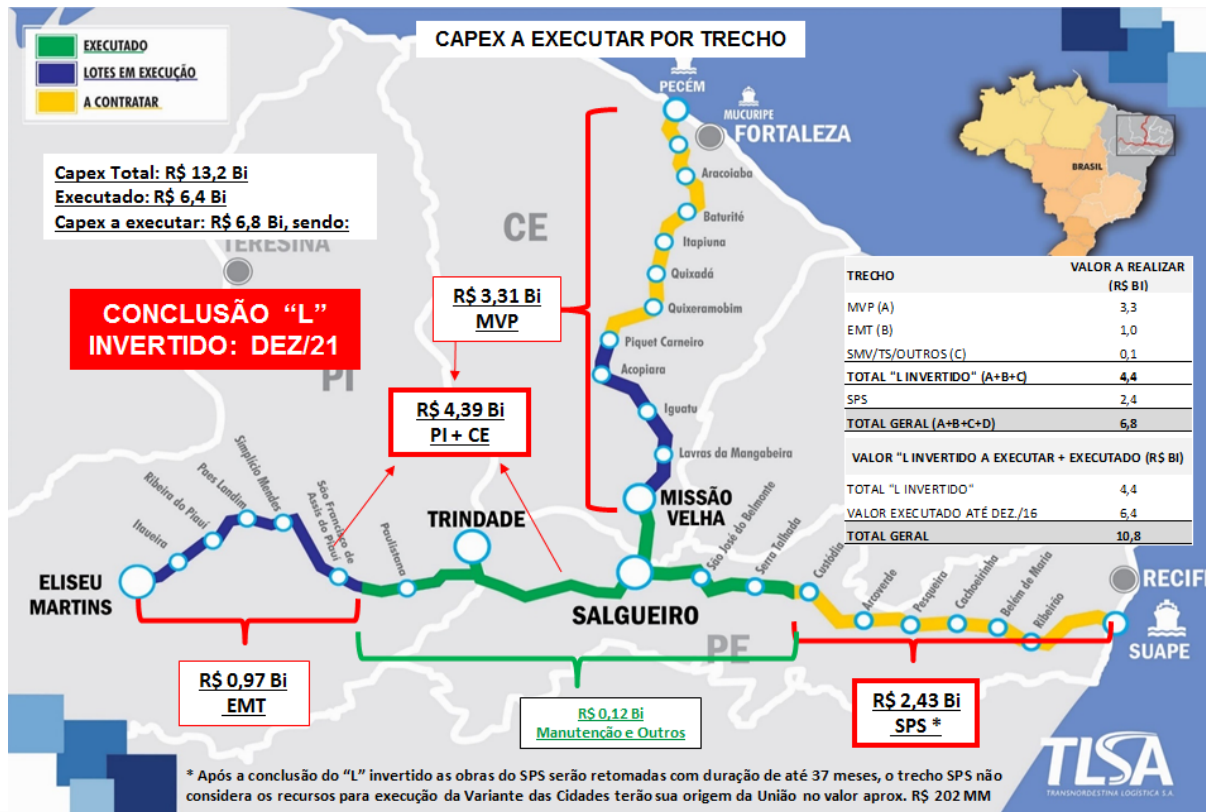 CAPEX A EXECUTAR POR TRECHO
EXECUTADO
LOTES EM EXECUÇÃO
A CONTRATAR
Capex Total: R$ 13,2 Bi
Executado: R$ 6,4 Bi
Capex a executar: R$ 6,8 Bi, sendo:
TERESINA
CONCLUSÃO “L”
INVERTIDO: DEZ/21
PI
CE
PE
PECÉM
MUCURIPE
FORTALEZA
Aracoiaba
Baturité
Itapiuna
Quixadá
Quixeramobim
Piquet Carneiro
Acopiara
Iguatu
Lavras da Mangabeira
MISSÃO
VELHA
R$ 3,31 Bi
MVP
R$ 4,39 Bi
PI + CE
BRASIL
TRECHO VALOR A REALIZAR
(R$ BI)
MVP (A) 3,3
EMT (B) 1,0
SMV/TS/OUTROS (C) 0,1
TOTAL "L INVERTIDO" (A+B+C) 4,4
SPS 2,4
TOTAL GERAL (A+B+C+D) 6,8
VALOR "L INVERTIDO A EXECUTAR + EXECUTADO (R$ BI)
TOTAL "L INVERTIDO" 4,4
VALOR EXECUTADO ATÉ DEZ./16 6,4
TOTAL GERAL 10,8
ELISEU
MARTINS
Itaueira
Ribeira do Piauí
Paes Landim
Simplício Mendes
São Francisco de
Assis do Piauí
Paulistana
TRINDADE
SALGUEIRO
São José do Belmonte
Serra Talhada
Custódia
Arcoverde
Pesqueira
Cachoeirinha
Belém de Maria
Ribeirão
RECIFE
SUAPE
R$ 0,97 Bi
EMT
R$ 0,12 Bi
Manutenção e Outros
R$ 2,43 Bi
SPS *
* Após a conclusão do “L” invertido as obras do SPS serão retomadas com duração de até 37 meses, o trecho SPS não
considera os recursos para execução da Variante das Cidades terão sua origem da União no valor aprox. R$ 202 MM
TLSA
TRANSNORDESTINA LOGÍSTICA S.A.